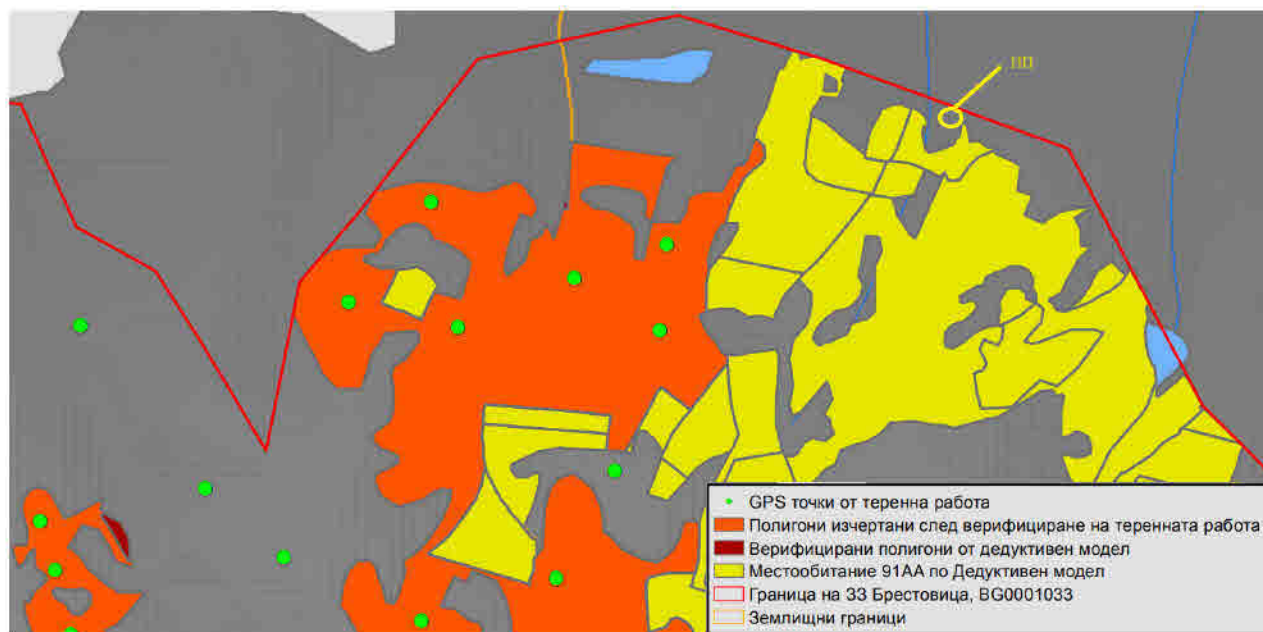 ПП
GPS точки от теренна работа
Полигони изчертани след верифициране на теренната работа
Верифицирани полигони от дедуктивен модел
Местообитание 91АА по Дедуктивен модел
Граница на ЗЗ Брестовица, BG0001033
Землищни граници